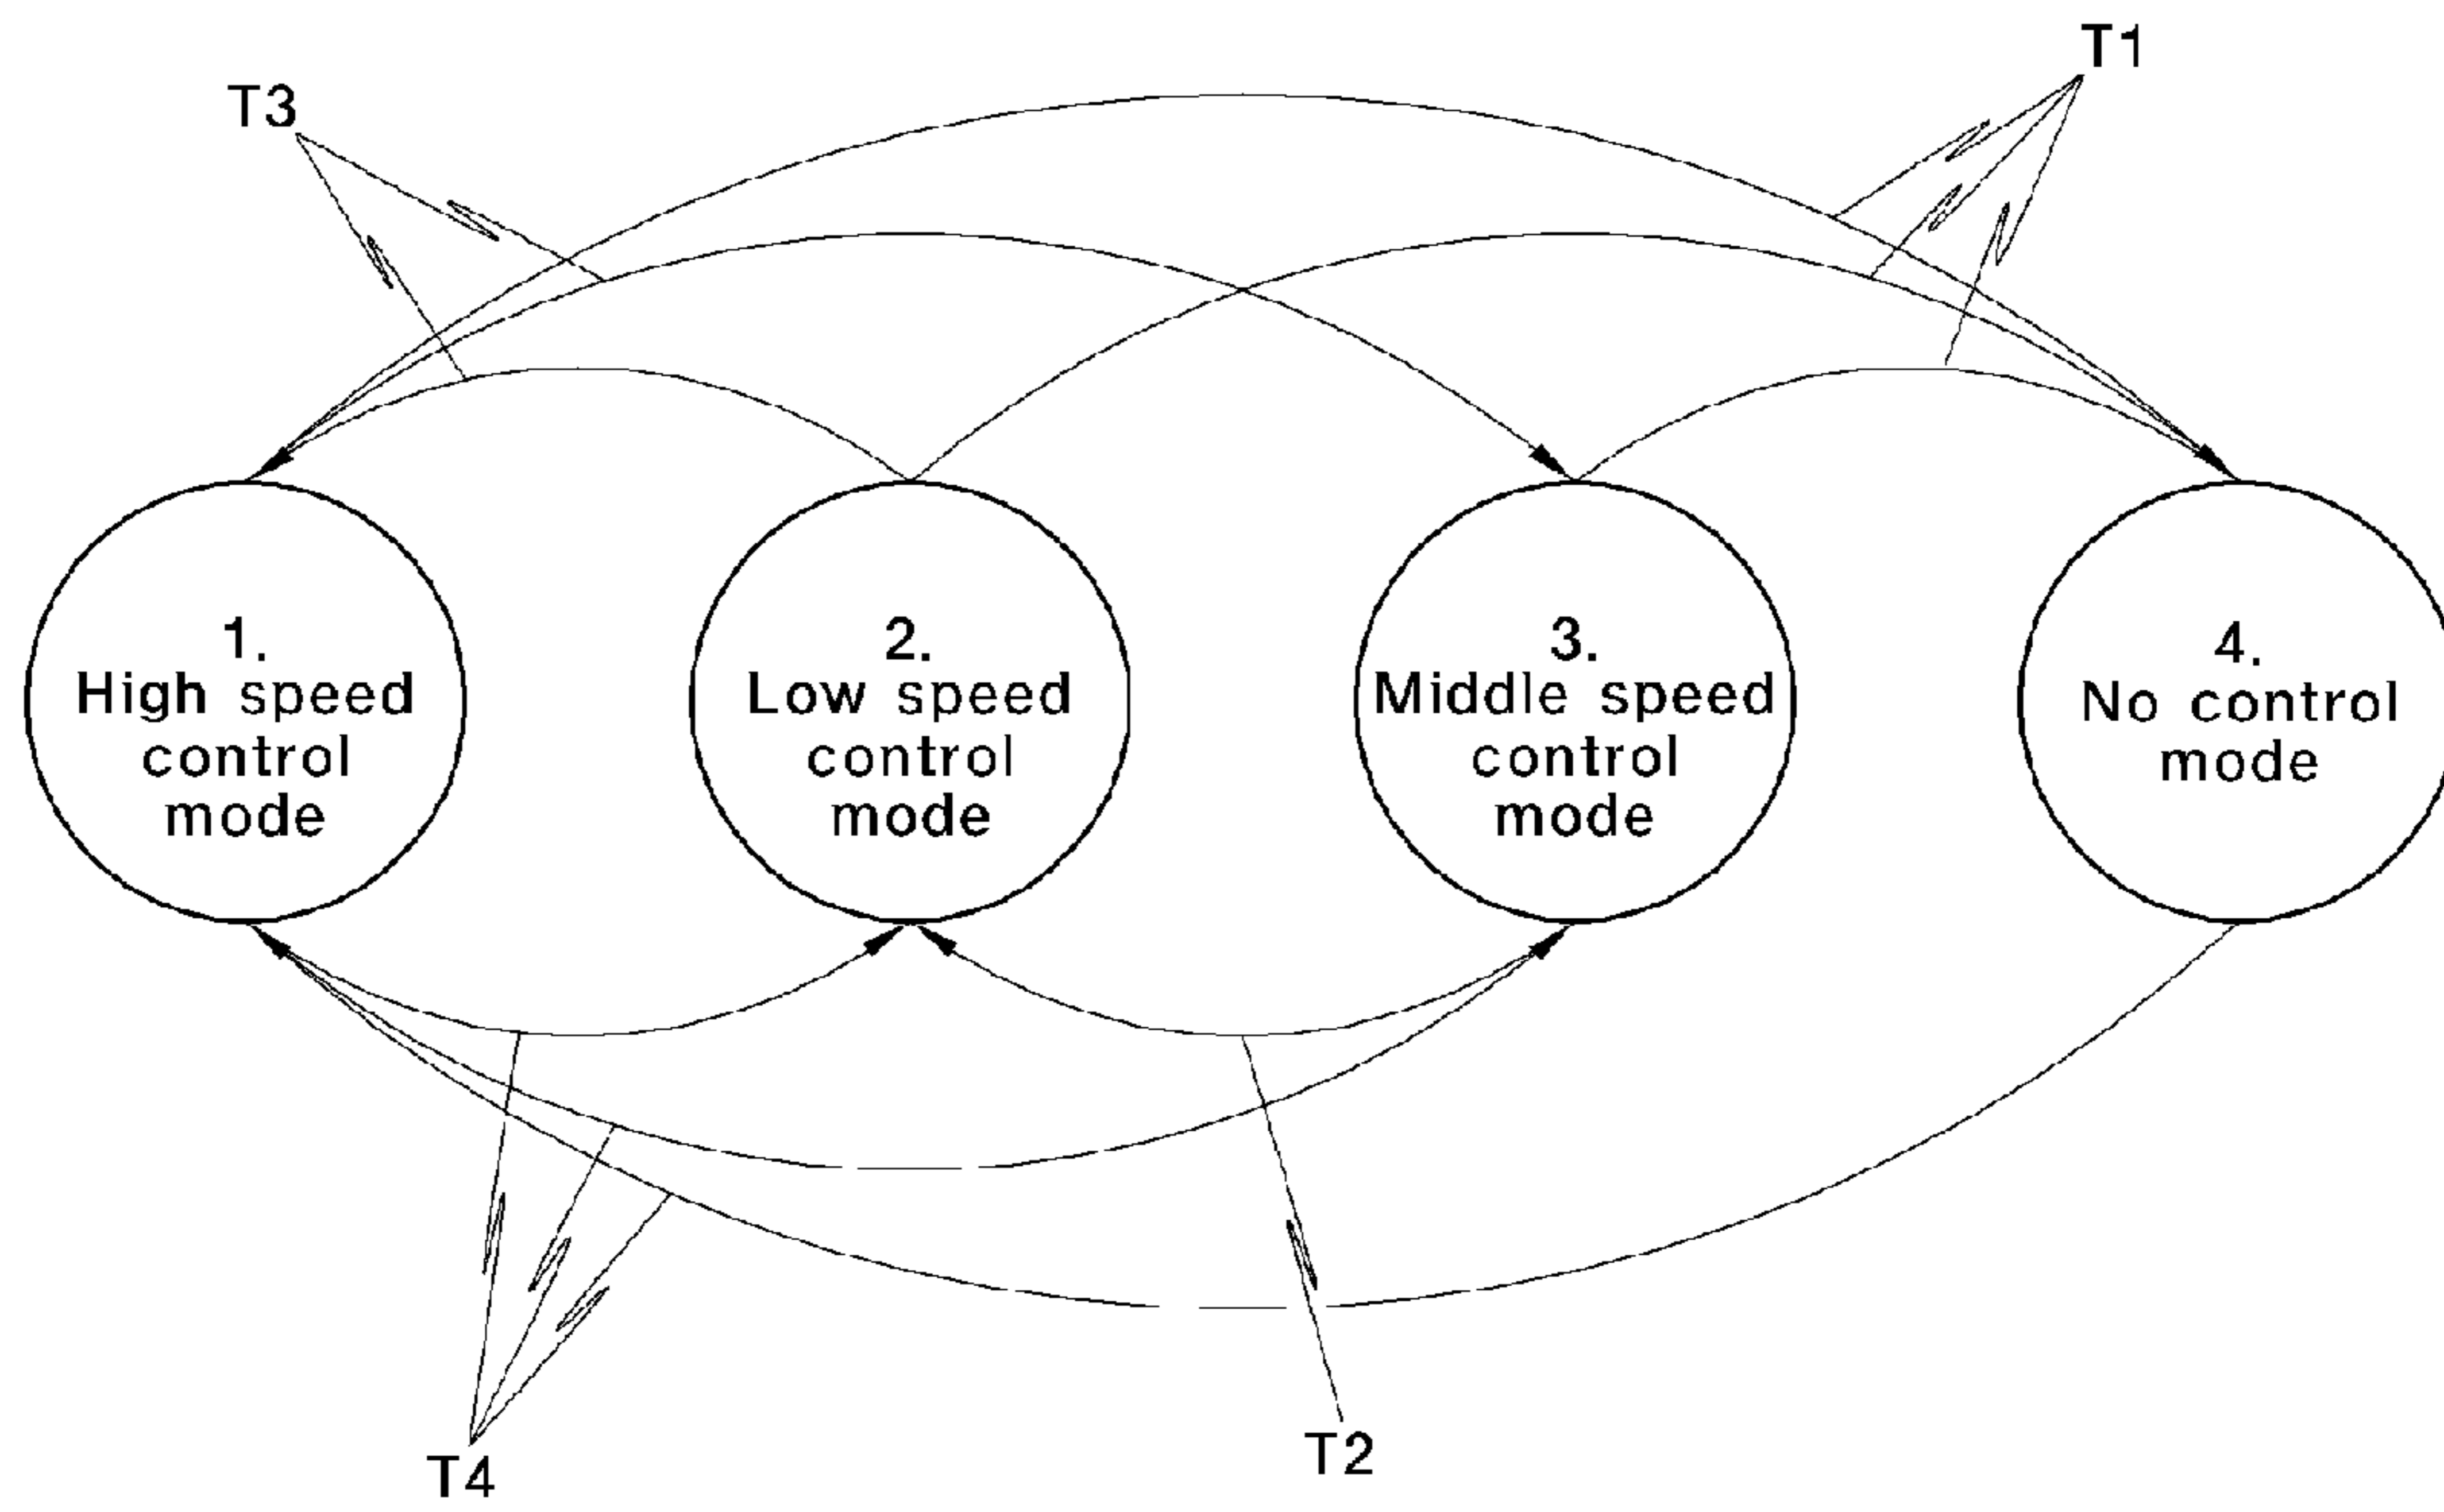 T1
T3
1.
High speed
control
mode
2.
Low speed
control
mode
3.
Middle speed
control
mode
4.
No control
mode
T2
T4